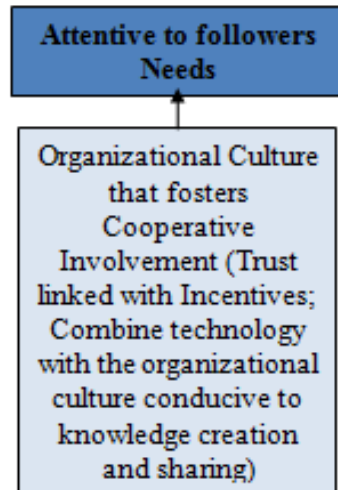 Attentive to followers
Needs
Organizational Culture
that fosters
Cooperative
Involvement (Trust
linked with Incentives;
Combine technology
with the organizational
culture conducive to
knowledge creation
and sharing)